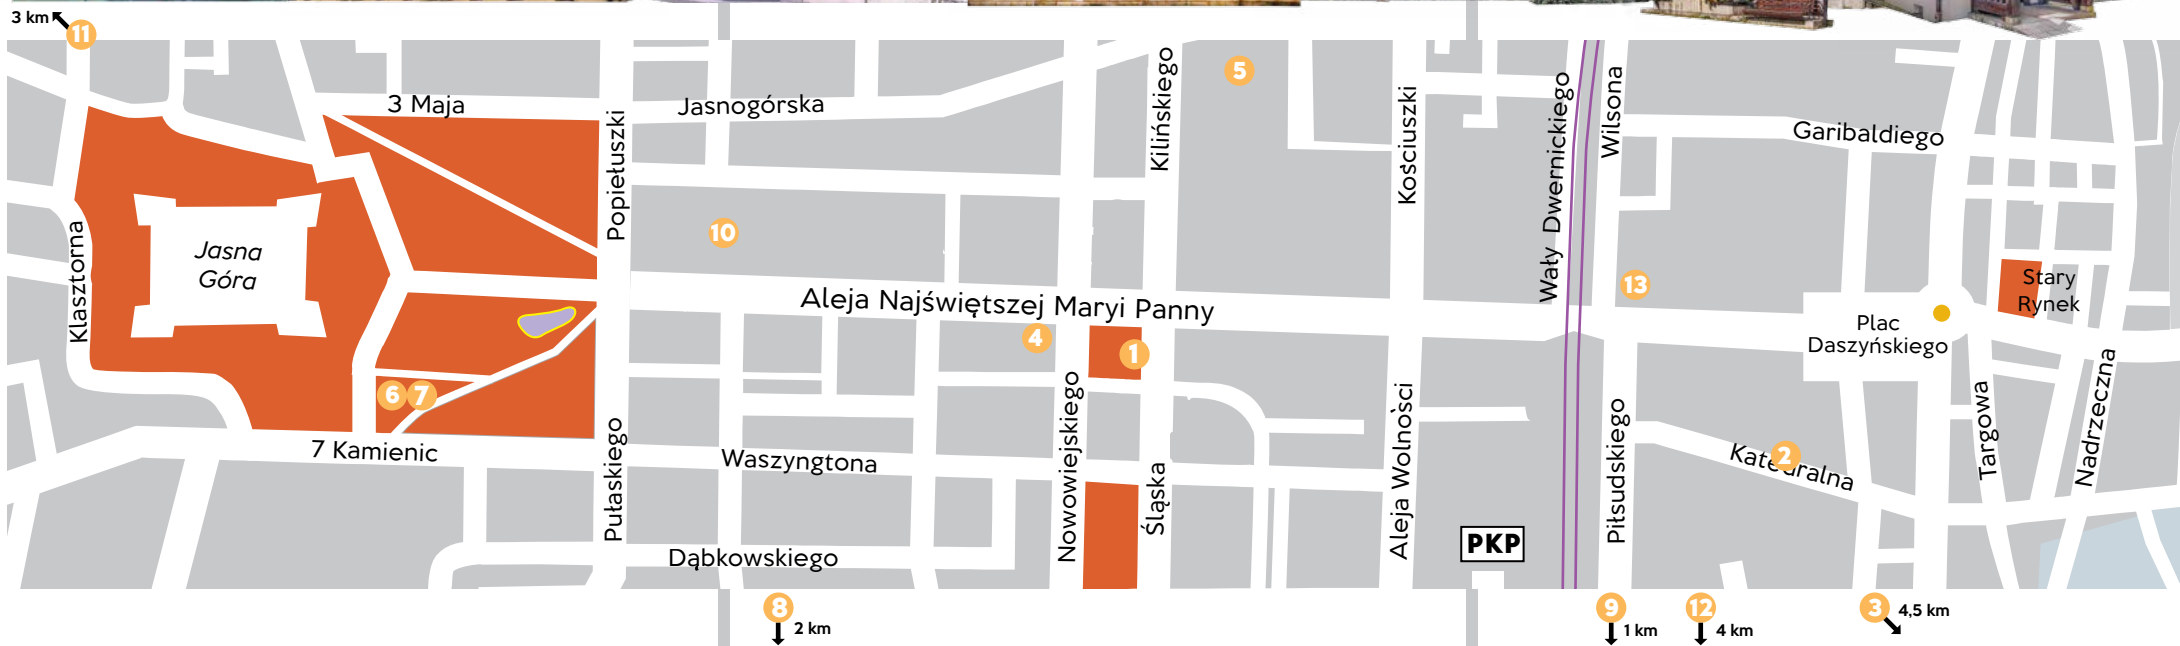 3 km
11
5
3 Maja
Jasnogórska
Popiełuszki
Kilińskiego
Kościuszki
Wały Dwernickiego
Wilsona
Garibaldiego
Klasztorna
Jasna
Góra
10
13
Stary
Rynek
Aleja Najświętszej Maryi Panny
4
1
Plac
Daszyńskiego
6
7
7 Kamienic
Pułaskiego
Waszyngtona
Nowowiejskiego
Śląska
Aleja Wolności
Piłsudskiego
2
Katedralna
Targowa
Nadrzeczna
PKP
Dąbkowskiego
8
2 km
9
1 km
12
4 km
3
4,5 km